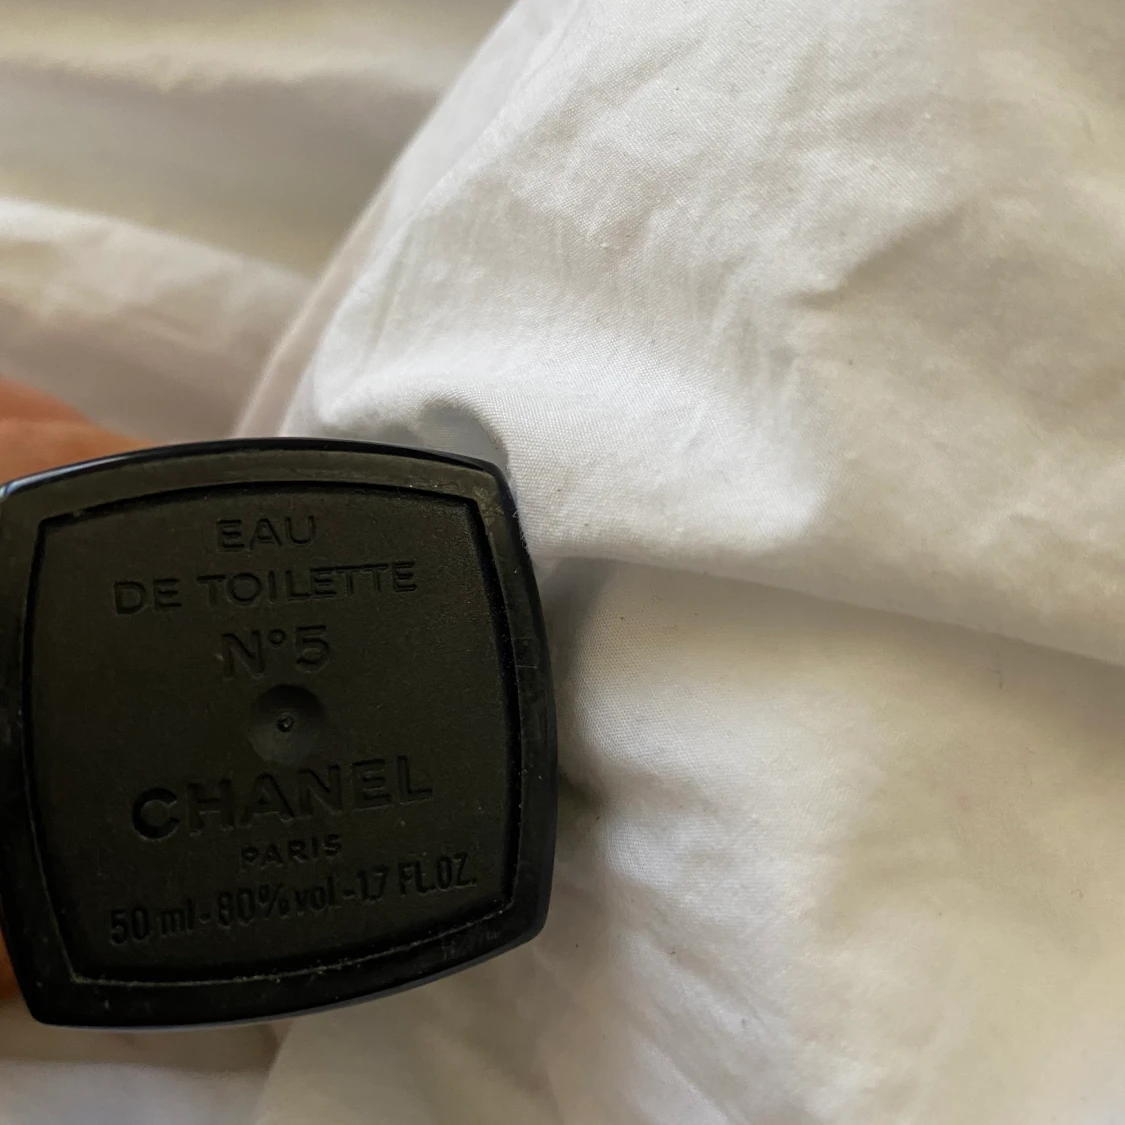 EAU
DE TOILETTE
N°5
CHANEL
PARIS
50 ml - 80% vol. - 1.7 FL.OZ.